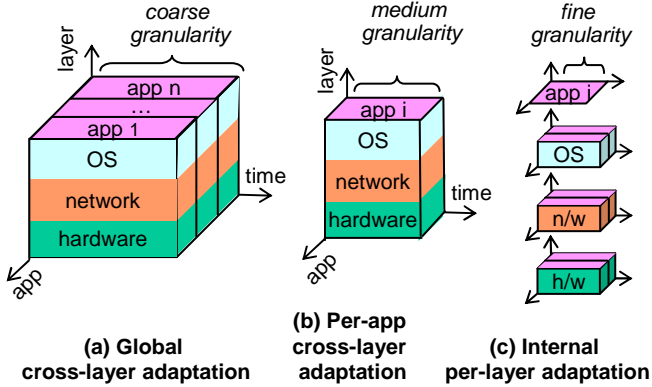 coarse
granularity
layer
app n
...
app 1
OS
network
hardware
time
app
(a) Global
cross-layer adaptation
medium
granularity
layer
app i
OS
network
hardware
time
app
(b) Per-app
cross-layer
adaptation
fine
granularity
app i
OS
n/w
h/w
(c) Internal
per-layer adaptation